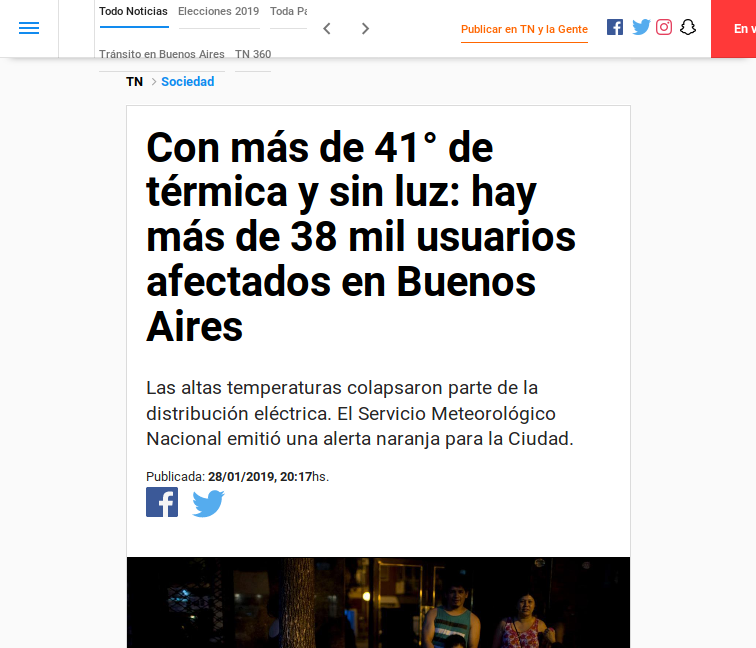 Todo Noticias Elecciones 2019 Toda Pa
Publicar en TN y la Gente
En v
Tránsito en Buenos Aires TN 360
TN > Sociedad
Con más de 41° de
térmica y sin luz: hay
más de 38 mil usuarios
afectados en Buenos
Aires
Las altas temperaturas colapsaron parte de la
distribución eléctrica. El Servicio Meteorológico
Nacional emitió una alerta naranja para la Ciudad.
Publicada: 28/01/2019, 20:17hs.